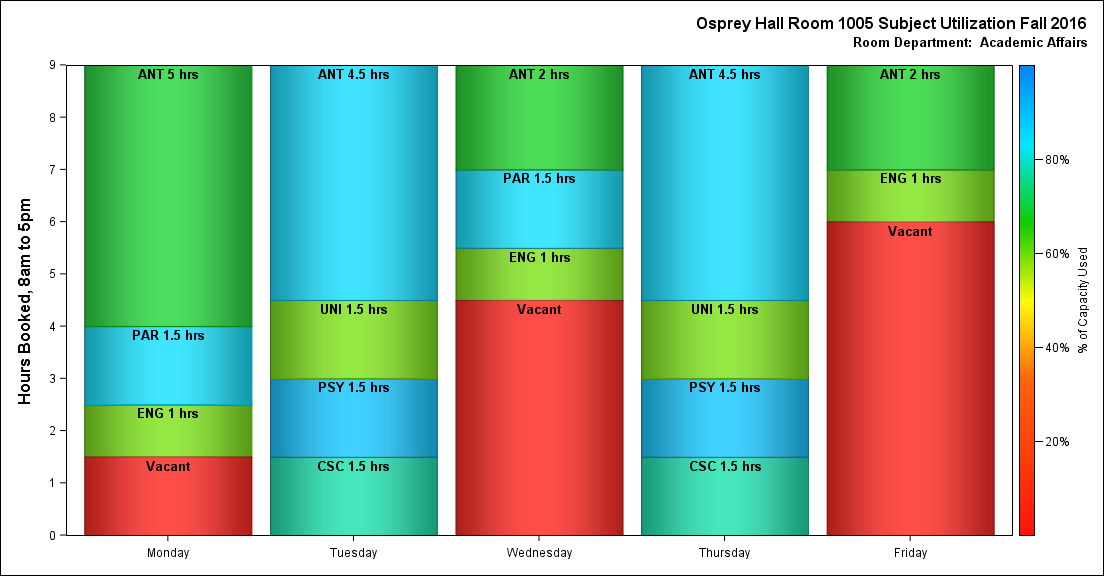 Osprey Hall Room 1005 Subject Utilization Fall 2016
Room Department:  Academic Affairs
Hours Booked, 8am to 5pm
9
8
7
6
5
4
3
2
1
0
ANT 5 hrs
PAR 1.5 hrs
ENG 1 hrs
Vacant
ANT 4.5 hrs
UNI 1.5 hrs
PSY 1.5 hrs
CSC 1.5 hrs
ANT 2 hrs
PAR 1.5 hrs
ENG 1 hrs
Vacant
ANT 4.5 hrs
UNI 1.5 hrs
PSY 1.5 hrs
CSC 1.5 hrs
ANT 2 hrs
ENG 1 hrs
Vacant
Monday
Tuesday
Wednesday
Thursday
Friday
80%
60%
40%
20%
% of Capacity Used